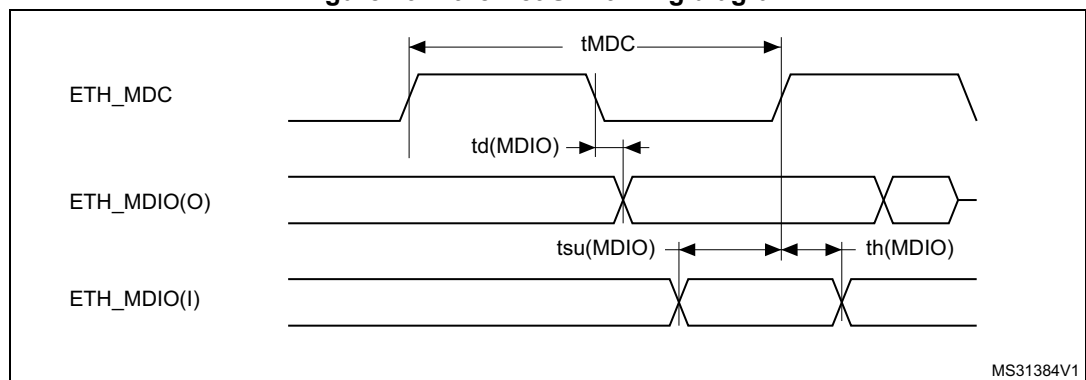 tMDC
ETH_MDC
td(MDIO)
ETH_MDIO(O)
tsu(MDIO)
th(MDIO)
ETH_MDIO(I)
MS31384V1